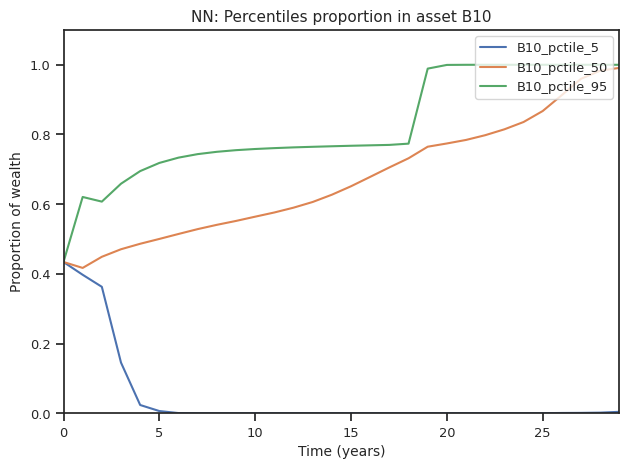 NN: Percentiles proportion in asset B10
B10_pctile_5
B10_pctile_50
B10_pctile_95
Proportion of wealth
1.0
0.8
0.6
0.4
0.2
0.0
0 5 10 15 20 25
Time (years)